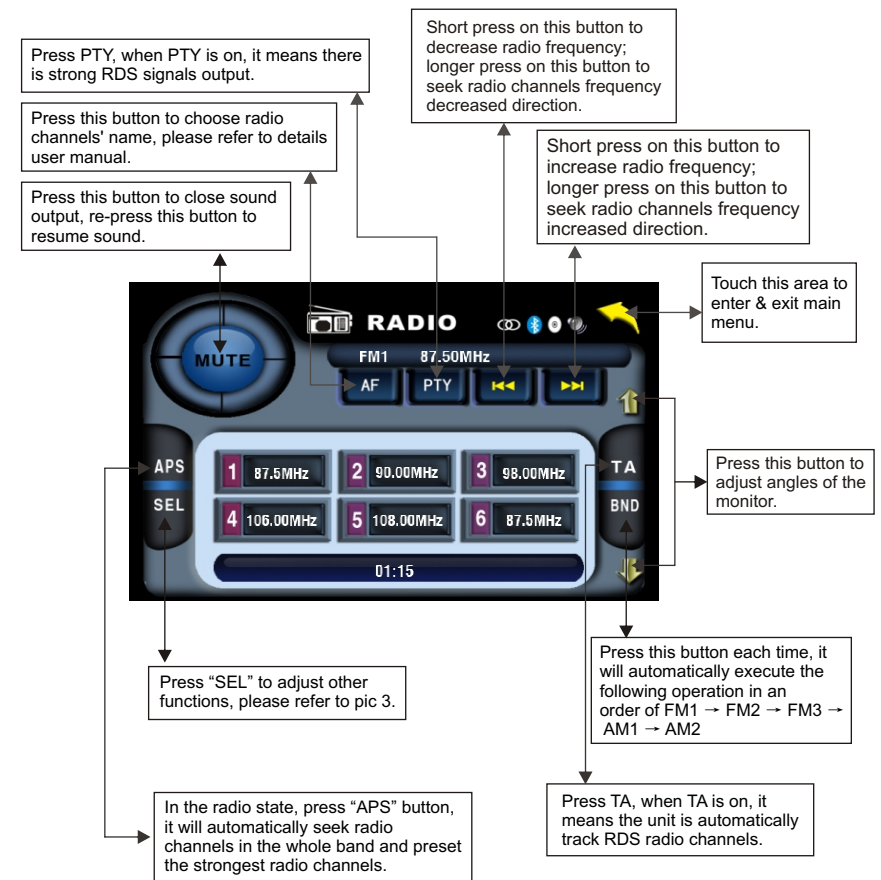 Press PTY, when PTY is on, it means there
is strong RDS signals output.
Press this button to choose radio
channels' name, please refer to details
user manual.
Press this button to close sound
output, re-press this button to
resume sound.
Short press on this button to
decrease radio frequency;
longer press on this button to
seek radio channels frequency
decreased direction.
Short press on this button to
increase radio frequency;
longer press on this button to
seek radio channels frequency
increased direction.
Touch this area to
enter & exit main
menu.
RADIO
MUTE
FM1 87.50MHz
AF PTY
APS
SEL
1 87.5MHz 2 90.00MHz 3 98.00MHz
4 106.00MHz 5 108.00MHz 6 87.5MHz
01:15
TA
BND
Press this button to
adjust angles of the
monitor.
Press “SEL” to adjust other
functions, please refer to pic 3.
Press this button each time, it
will automatically execute the
following operation in an
order of FM1 → FM2 → FM3 →
AM1 → AM2
In the radio state, press “APS” button,
it will automatically seek radio
channels in the whole band and preset
the strongest radio channels.
Press TA, when TA is on, it
means the unit is automatically
track RDS radio channels.